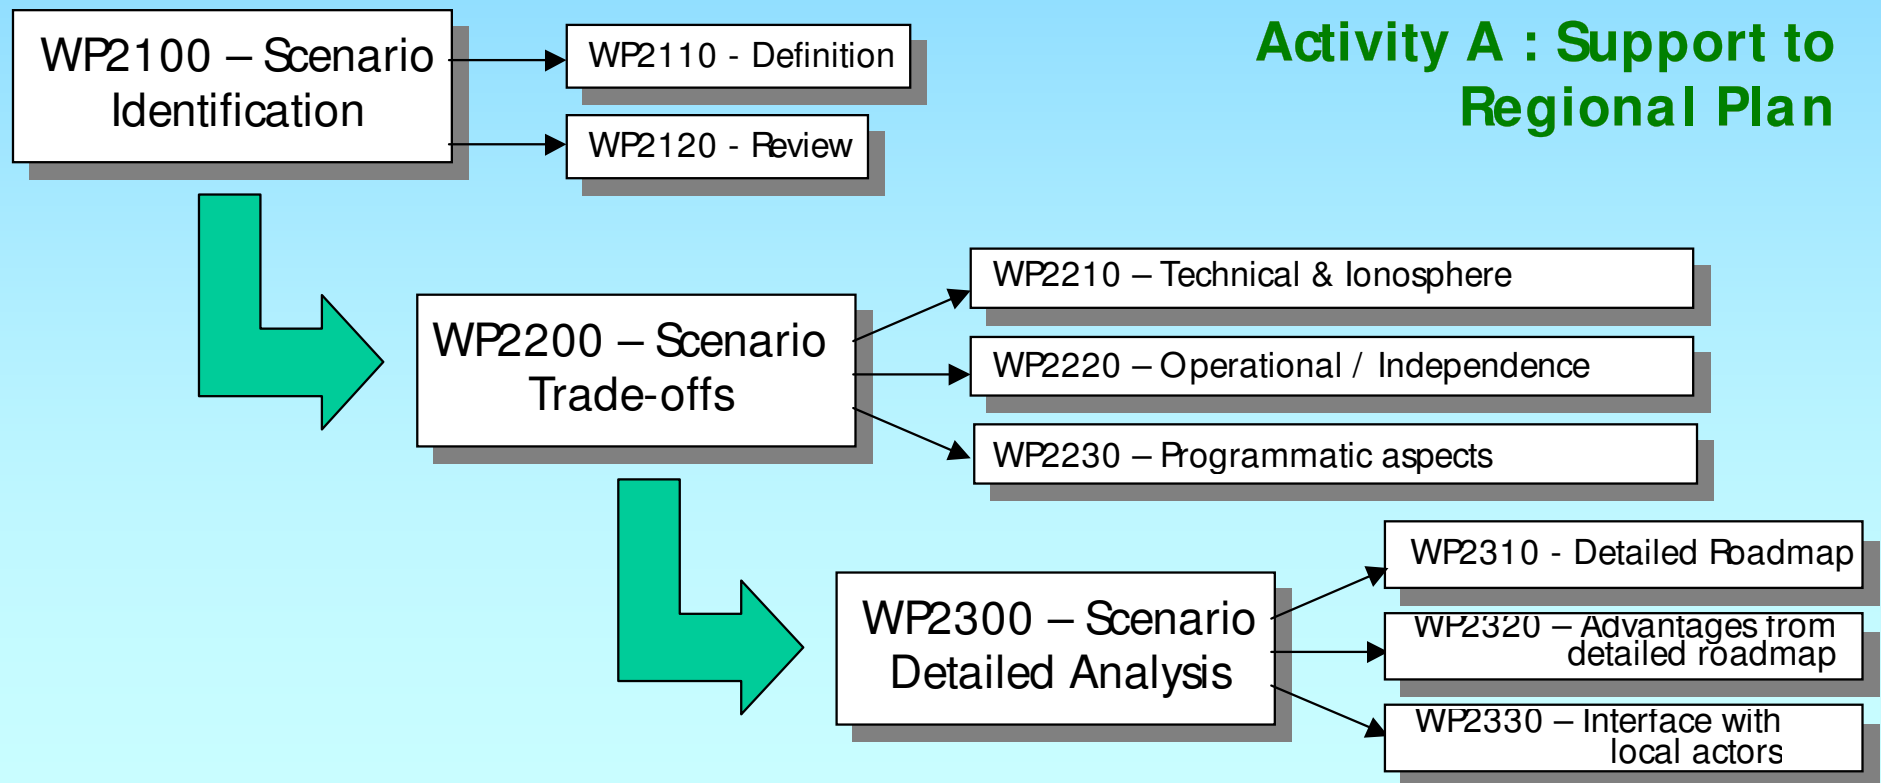 Activity A : Support to
Regional Plan
WP2100 – Scenario
Identification
WP2110 - Definition
WP2120 - Review
WP2200 – Scenario
Trade-offs
WP2210 – Technical & Ionosphere
WP2220 – Operational / Independence
WP2230 – Programmatic aspects
WP2300 – Scenario
Detailed Analysis
WP2310 - Detailed Roadmap
WP2320 – Advantages from
detailed roadmap
WP2330 – Interface with
local actors